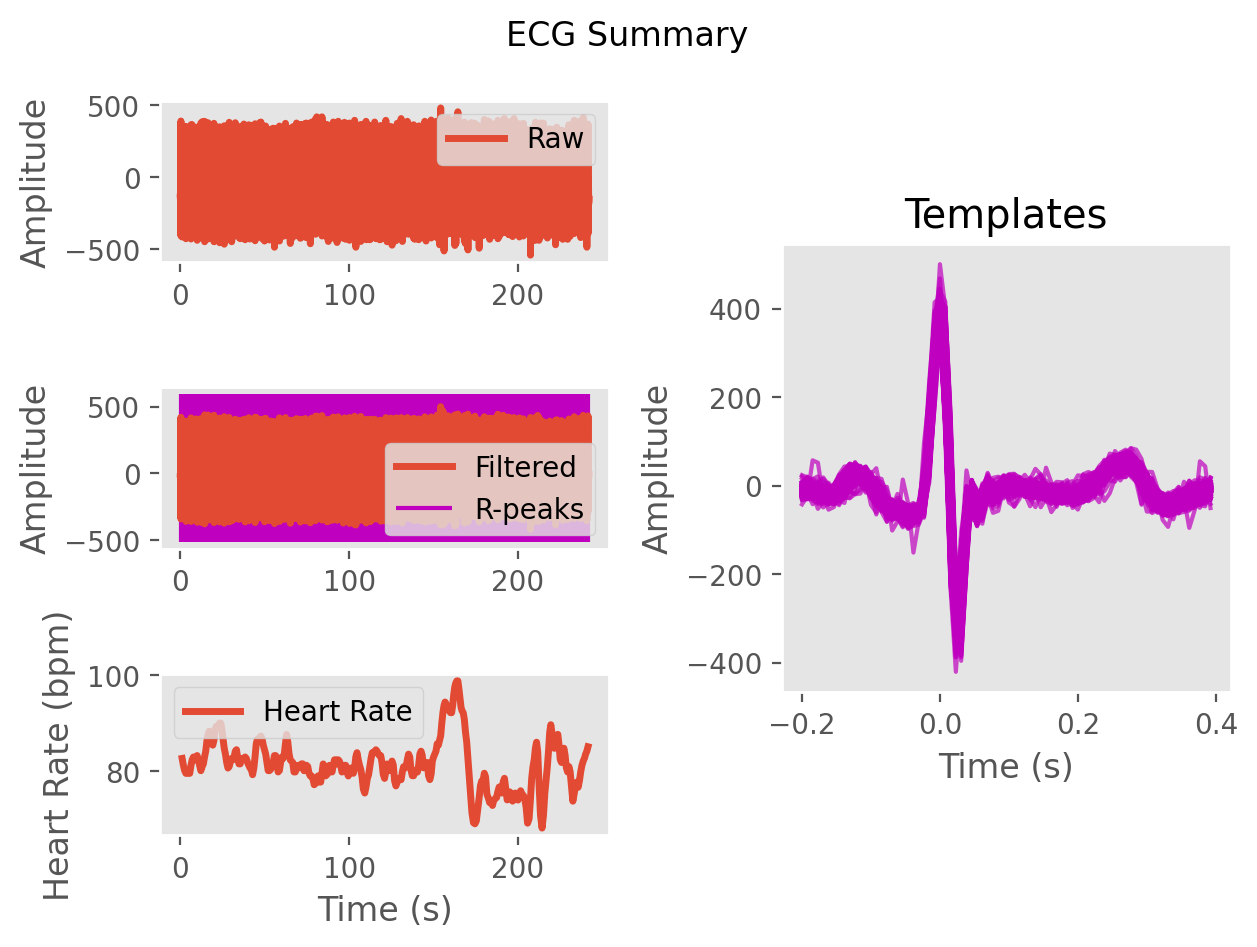 ECG Summary
Amplitude
500
0
−500
Raw
0 100 200
Amplitude
500
0
−500
Filtered
R-peaks
0 100 200
Heart Rate (bpm)
100
80
Heart Rate
0 100 200
Time (s)
Templates
Amplitude
400
200
0
−200
−400
−0.2 0.0 0.2 0.4
Time (s)